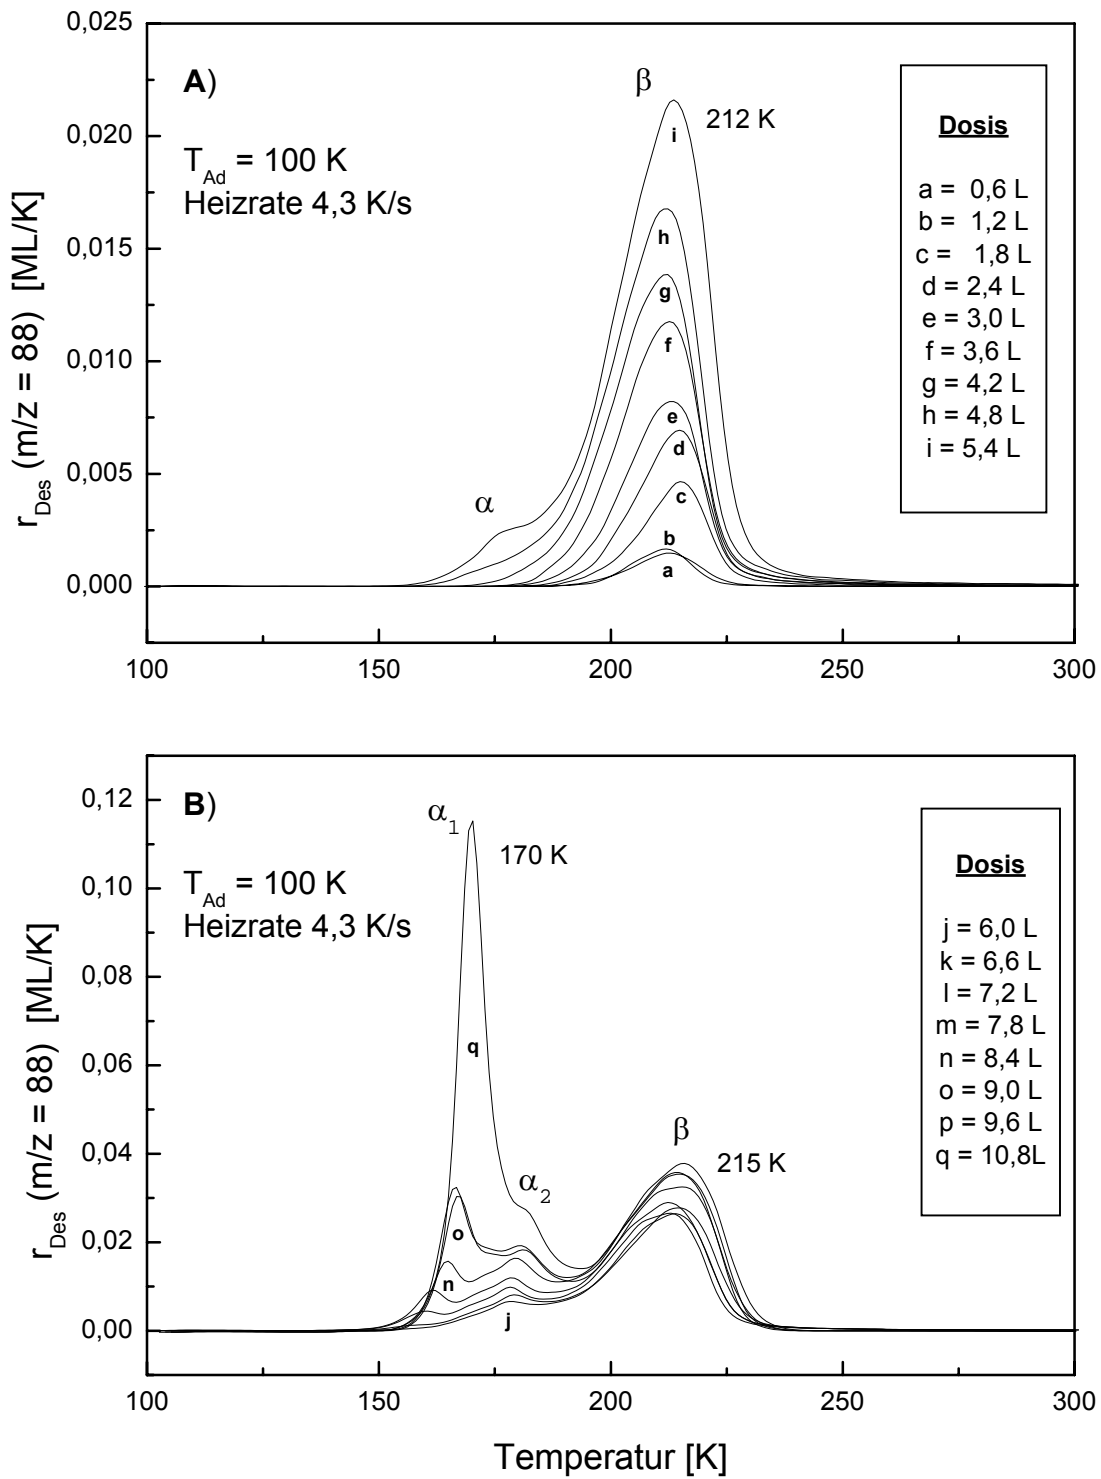 0,025
0,020
0,015
0,010
0,005
0,000
r_Des (m/z = 88) [ML/K]
A)
T_Ad = 100 K
Heizrate 4,3 K/s
α
β
212 K
i
h
g
f
e
d
c
b
a
Dosis
a = 0,6 L
b = 1,2 L
c = 1,8 L
d = 2,4 L
e = 3,0 L
f = 3,6 L
g = 4,2 L
h = 4,8 L
i = 5,4 L
100 150 200 250 300
0,12
0,10
0,08
0,06
0,04
0,02
0,00
r_Des (m/z = 88) [ML/K]
B)
T_Ad = 100 K
Heizrate 4,3 K/s
α_1
170 K
q
α_2
β
215 K
o
n
j
Dosis
j = 6,0 L
k = 6,6 L
l = 7,2 L
m = 7,8 L
n = 8,4 L
o = 9,0 L
p = 9,6 L
q = 10,8L
100 150 200 250 300
Temperatur [K]